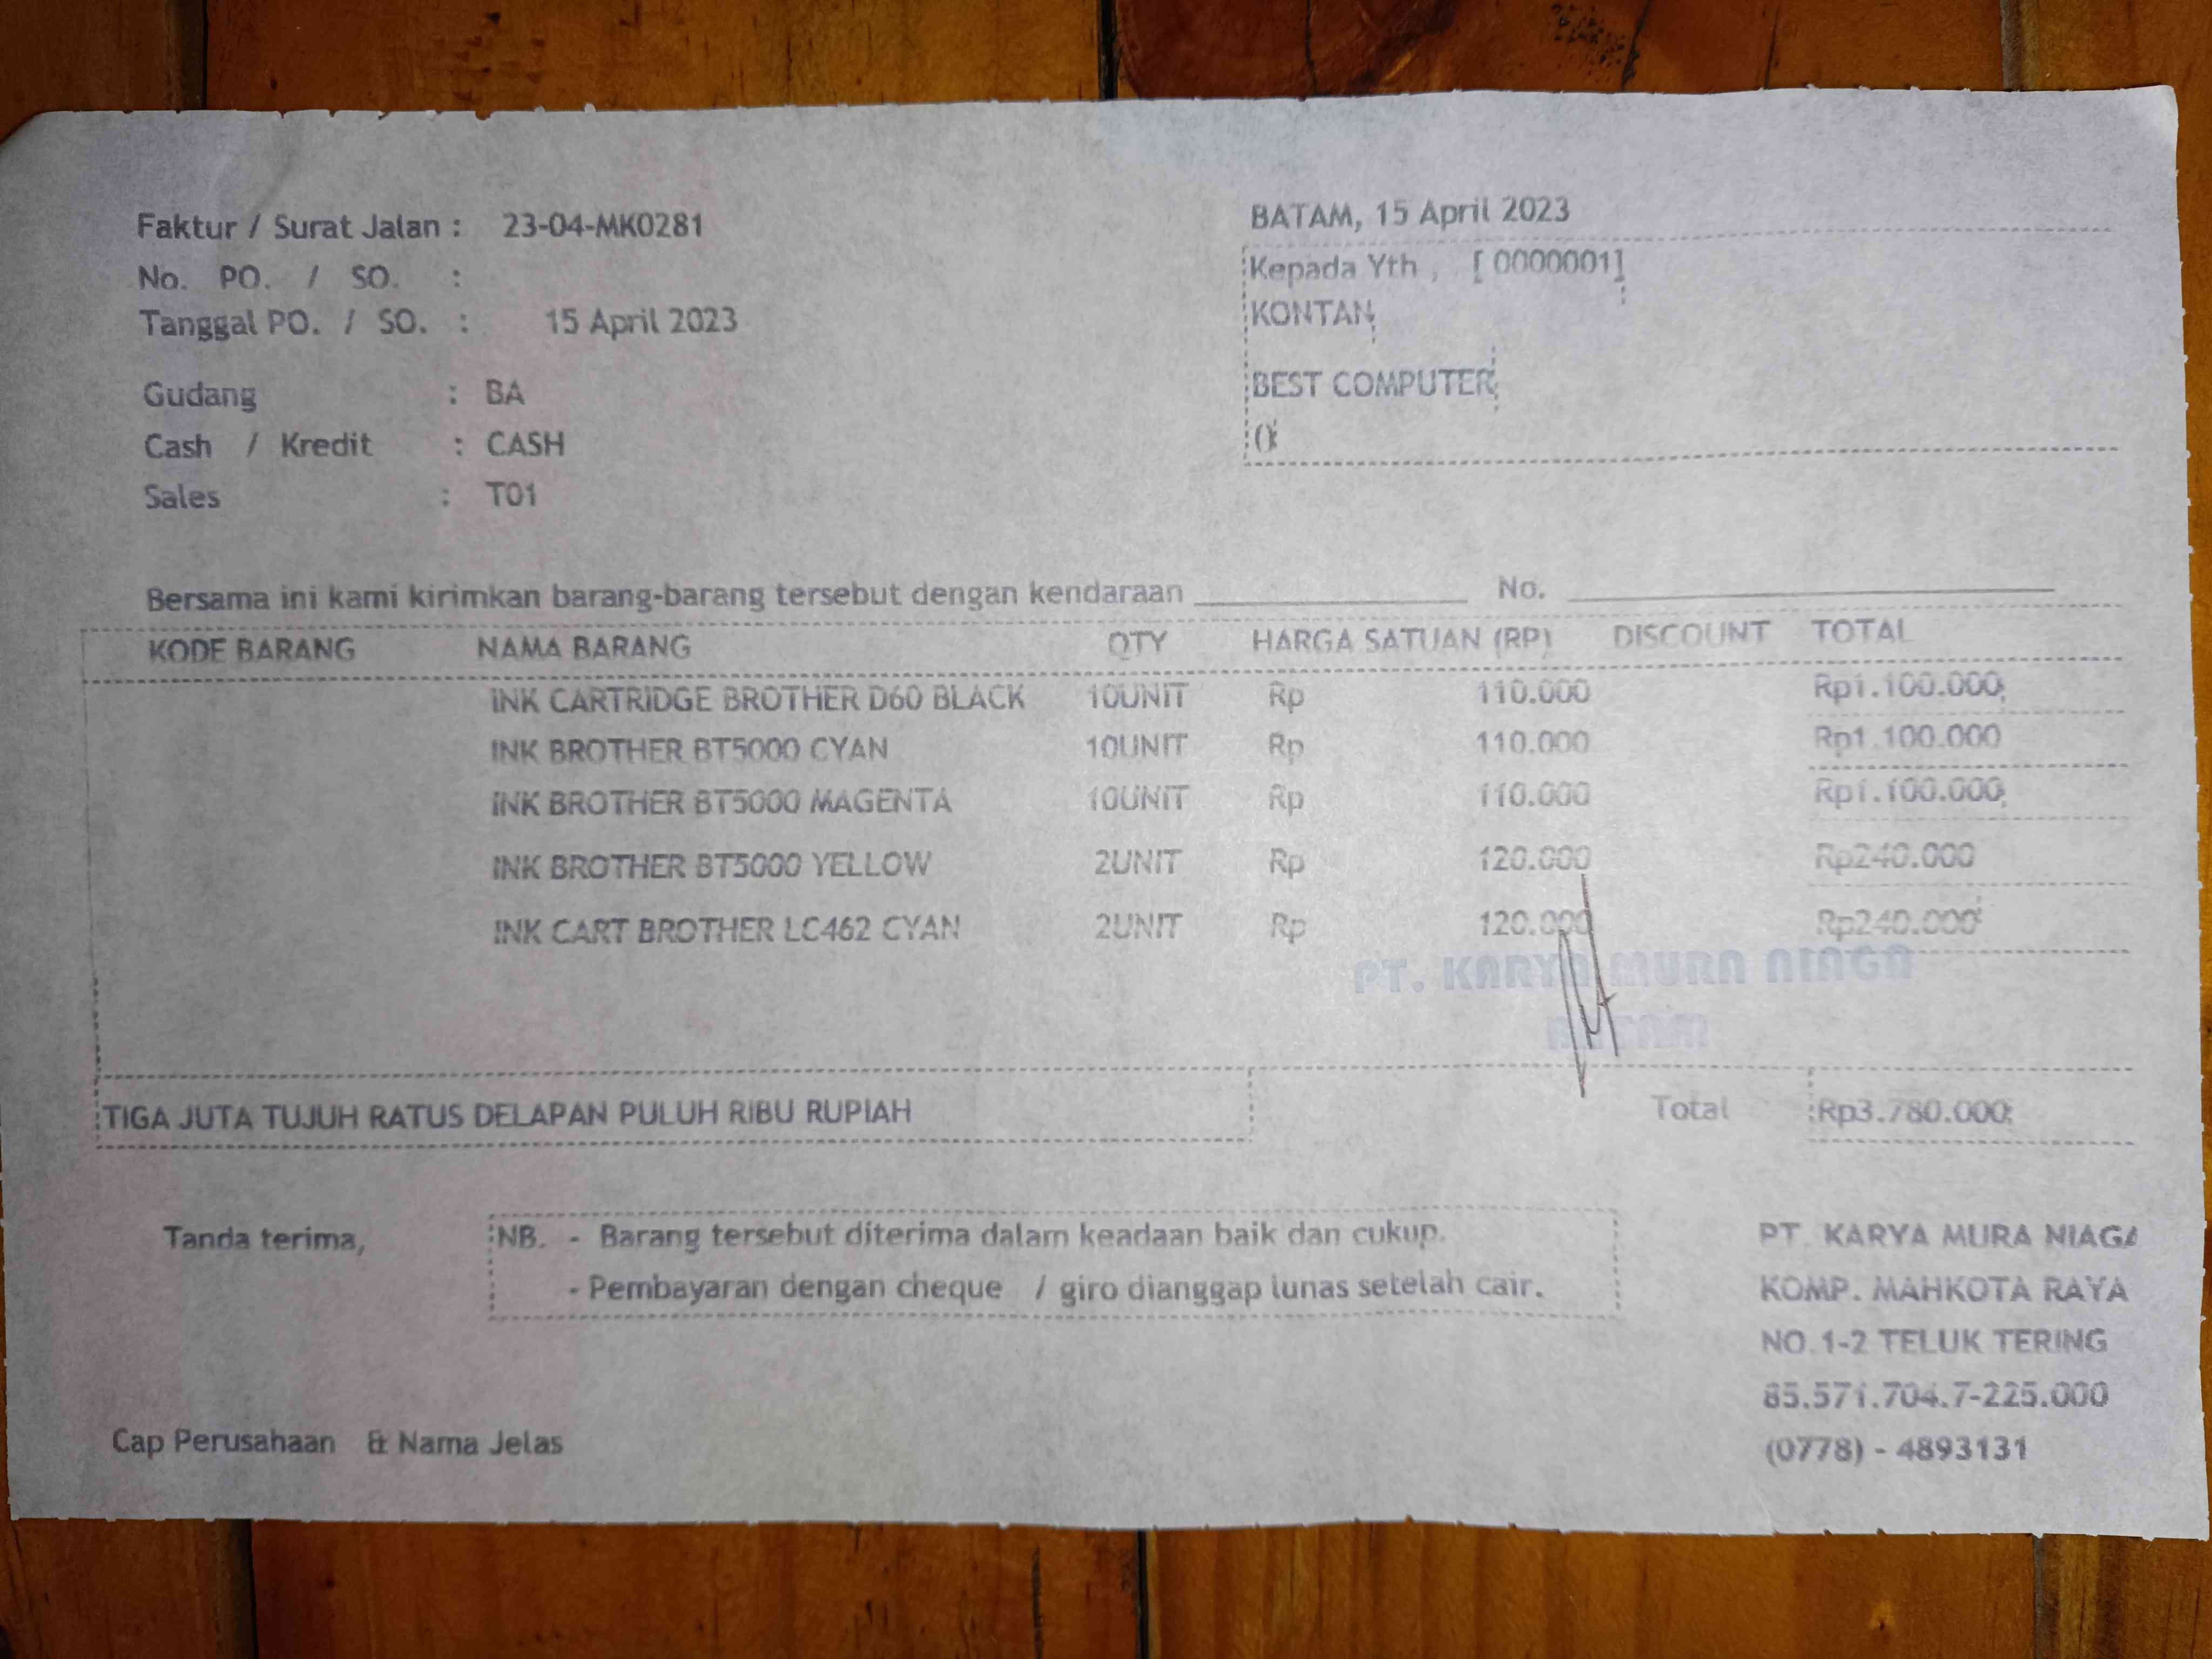 Faktur / Surat Jalan : 23-04-MK0281
No. PO. / SO. :
Tanggal PO. / SO. : 15 April 2023
Gudang : BA
Cash / Kredit : CASH
Sales : T01
BATAM, 15 April 2023
Kepada Yth , [ 0000001]
KONTAN
BEST COMPUTER
()
Bersama ini kami kirimkan barang-barang tersebut dengan kendaraan No.
KODE BARANG NAMA BARANG QTY HARGA SATUAN (RP) DISCOUNT TOTAL
INK CARTRIDGE BROTHER D60 BLACK 10UNIT Rp 110.000 Rp1.100.000
INK BROTHER BT5000 CYAN 10UNIT Rp 110.000 Rp1.100.000
INK BROTHER BT5000 MAGENTA 10UNIT Rp 110.000 Rp1.100.000
INK BROTHER BT5000 YELLOW 2UNIT Rp 120.000 Rp240.000
INK CART BROTHER LC462 CYAN 2UNIT Rp 120.000 Rp240.000
PT. KARYA MURA NIAGA
BATAM
TIGA JUTA TUJUH RATUS DELAPAN PULUH RIBU RUPIAH Total Rp3.780.000
Tanda terima,
NB. - Barang tersebut diterima dalam keadaan baik dan cukup.
- Pembayaran dengan cheque / giro dianggap lunas setelah cair.
PT. KARYA MURA NIAGA
KOMP. MAHKOTA RAYA
NO.1-2 TELUK TERING
85.571.704.7-225.000
(0778) - 4893131
Cap Perusahaan & Nama Jelas